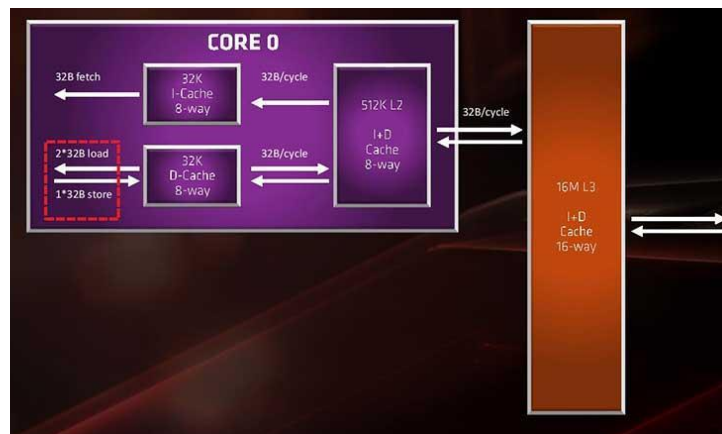 CORE 0
32B fetch
32K
I-Cache
8-way
32B/cycle
512K L2
I+D
Cache
8-way
32B/cycle
2*32B load
1*32B store
32K
D-Cache
8-way
32B/cycle
16M L3
I+D
Cache
16-way